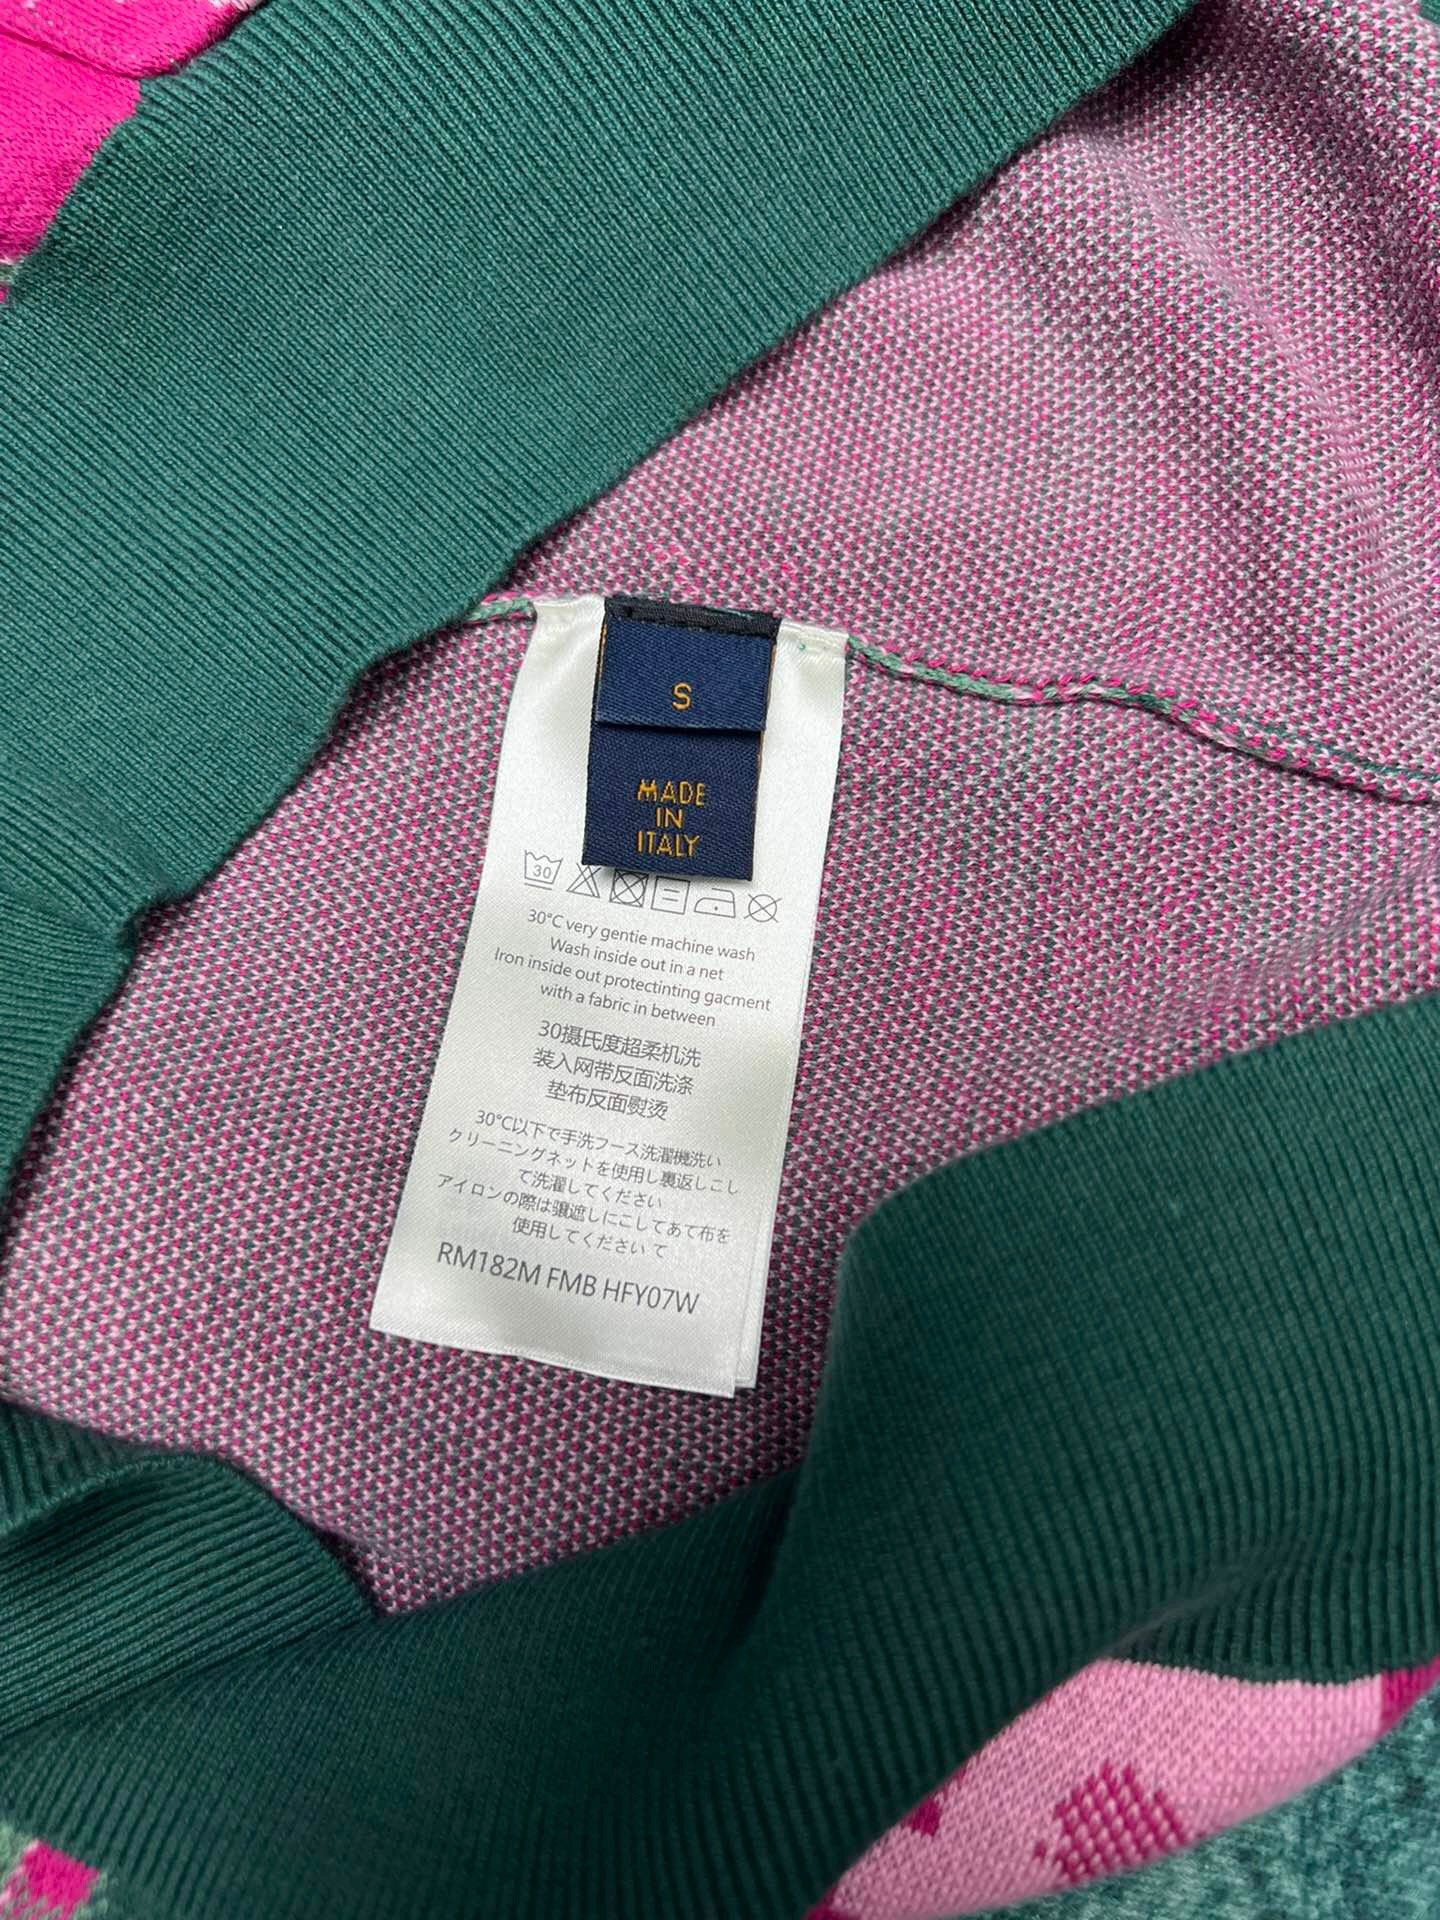 S
MADE
IN
ITALY
30
30°C very gentie machine wash
Wash inside out in a net
Iron inside out protectinting gacment
with a fabric in between
30摄氏度超柔机洗
装入网带反面洗涤
垫布反面熨烫
30°C以下で手洗フース洗濯機洗い
クリーニングネットを使用し裏返しこし
て洗濯してください
アイロンの際は驤遮しにこしてあて布を
使用してください て
RM182M FMB HFY07W